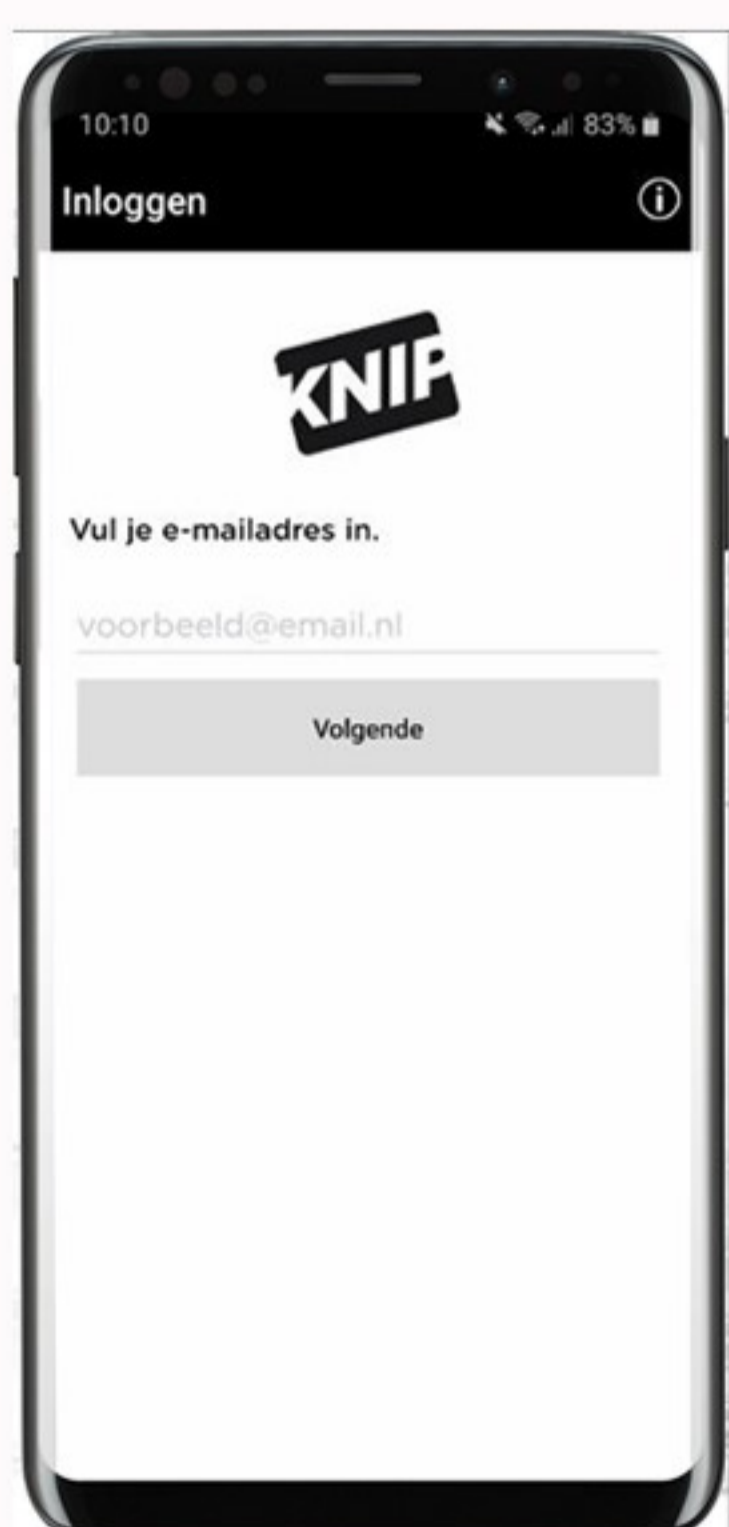 10:10 83%
Inloggen
KNIP
Vul je e-mailadres in.
voorbeeld@email.nl
Volgende